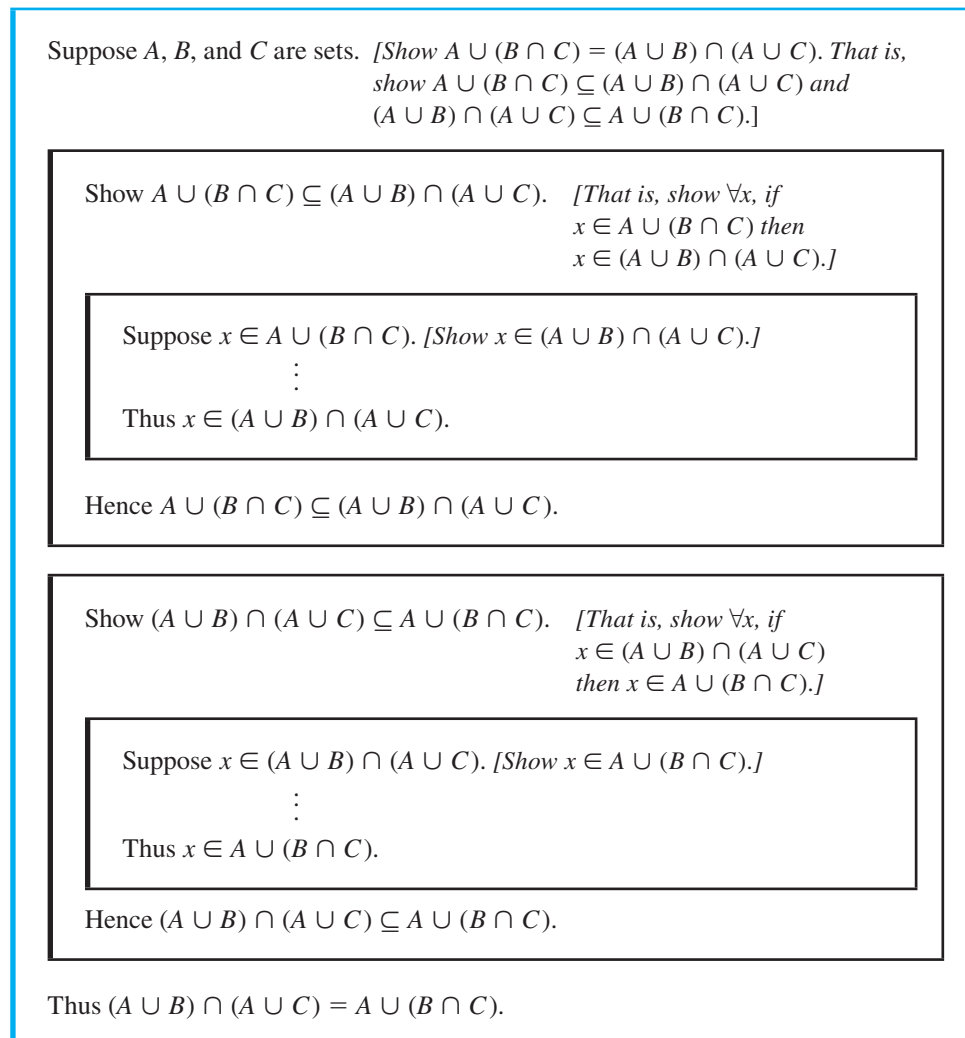 Suppose A, B, and C are sets. [Show A ∪ (B ∩ C) = (A ∪ B) ∩ (A ∪ C). That is,
show A ∪ (B ∩ C) ⊆ (A ∪ B) ∩ (A ∪ C) and
(A ∪ B) ∩ (A ∪ C) ⊆ A ∪ (B ∩ C).]
Show A ∪ (B ∩ C) ⊆ (A ∪ B) ∩ (A ∪ C). [That is, show ∀x, if
x ∈ A ∪ (B ∩ C) then
x ∈ (A ∪ B) ∩ (A ∪ C).]
Suppose x ∈ A ∪ (B ∩ C). [Show x ∈ (A ∪ B) ∩ (A ∪ C).]
⋮
Thus x ∈ (A ∪ B) ∩ (A ∪ C).
Hence A ∪ (B ∩ C) ⊆ (A ∪ B) ∩ (A ∪ C).
Show (A ∪ B) ∩ (A ∪ C) ⊆ A ∪ (B ∩ C). [That is, show ∀x, if
x ∈ (A ∪ B) ∩ (A ∪ C)
then x ∈ A ∪ (B ∩ C).]
Suppose x ∈ (A ∪ B) ∩ (A ∪ C). [Show x ∈ A ∪ (B ∩ C).]
⋮
Thus x ∈ A ∪ (B ∩ C).
Hence (A ∪ B) ∩ (A ∪ C) ⊆ A ∪ (B ∩ C).
Thus (A ∪ B) ∩ (A ∪ C) = A ∪ (B ∩ C).